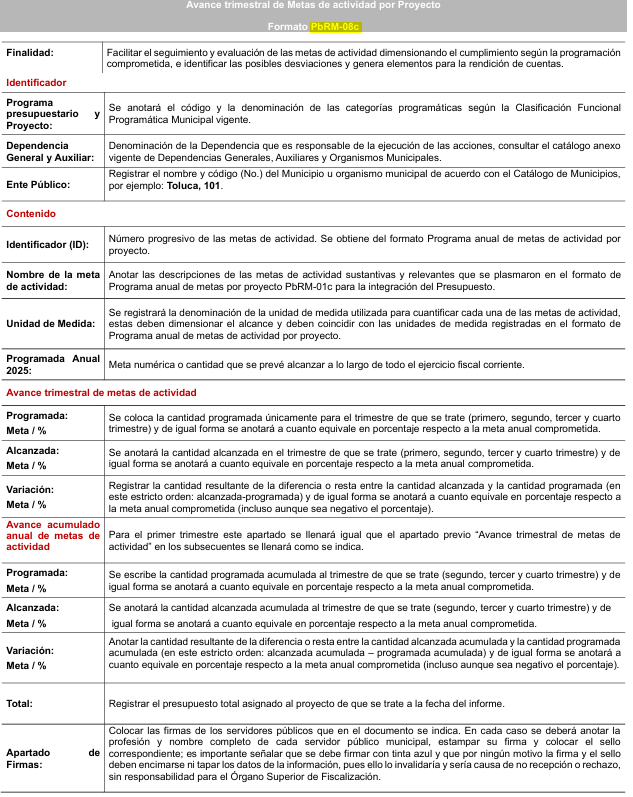 Avance trimestral de Metas de actividad por Proyecto
Formato PbRM-08c
Finalidad:
Facilitar el seguimiento y evaluación de las metas de actividad dimensionando el cumplimiento según la programación
comprometida, e identificar las posibles desviaciones y genera elementos para la rendición de cuentas.
Identificador
Programa
presupuestario y
Proyecto:
Se anotará el código y la denominación de las categorías programáticas según la Clasificación Funcional
Programática Municipal vigente.
Dependencia
General y Auxiliar:
Denominación de la Dependencia que es responsable de la ejecución de las acciones, consultar el catálogo anexo
vigente de Dependencias Generales, Auxiliares y Organismos Municipales.
Ente Público:
Registrar el nombre y código (No.) del Municipio u organismo municipal de acuerdo con el Catálogo de Municipios,
por ejemplo: Toluca, 101.
Contenido
Identificador (ID):
Número progresivo de las metas de actividad. Se obtiene del formato Programa anual de metas de actividad por
proyecto.
Nombre de la meta
de actividad:
Anotar las descripciones de las metas de actividad sustantivas y relevantes que se plasmaron en el formato de
Programa anual de metas por proyecto PbRM-01c para la integración del Presupuesto.
Unidad de Medida:
Se registrará la denominación de la unidad de medida utilizada para cuantificar cada una de las metas de actividad,
estas deben dimensionar el alcance y deben coincidir con las unidades de medida registradas en el formato de
Programa anual de metas de actividad por proyecto.
Programada Anual
2025:
Meta numérica o cantidad que se prevé alcanzar a lo largo de todo el ejercicio fiscal corriente.
Avance trimestral de metas de actividad
Programada:
Meta / %
Se coloca la cantidad programada únicamente para el trimestre de que se trate (primero, segundo, tercer y cuarto
trimestre) y de igual forma se anotará a cuanto equivale en porcentaje respecto a la meta anual comprometida.
Alcanzada:
Meta / %
Se anotará la cantidad alcanzada en el trimestre de que se trate (primero, segundo, tercer y cuarto trimestre) y de
igual forma se anotará a cuanto equivale en porcentaje respecto a la meta anual comprometida.
Variación:
Meta / %
Registrar la cantidad resultante de la diferencia o resta entre la cantidad alcanzada y la cantidad programada (en
este estricto orden: alcanzada-programada) y de igual forma se anotará a cuanto equivale en porcentaje respecto a
la meta anual comprometida (incluso aunque sea negativo el porcentaje).
Avance acumulado
anual de metas de
actividad
Para el primer trimestre este apartado se llenará igual que el apartado previo “Avance trimestral de metas de
actividad” en los subsecuentes se llenará como se indica.
Programada:
Meta / %
Se escribe la cantidad programada acumulada al trimestre de que se trate (segundo, tercer y cuarto trimestre) y de
igual forma se anotará a cuanto equivale en porcentaje respecto a la meta anual comprometida.
Alcanzada:
Meta / %
Se anotará la cantidad alcanzada acumulada al trimestre de que se trate (segundo, tercer y cuarto trimestre) y de
igual forma se anotará a cuanto equivale en porcentaje respecto a la meta anual comprometida.
Variación:
Meta / %
Anotar la cantidad resultante de la diferencia o resta entre la cantidad alcanzada acumulada y la cantidad programada
acumulada (en este estricto orden: alcanzada acumulada – programada acumulada) y de igual forma se anotará a
cuanto equivale en porcentaje respecto a la meta anual comprometida (incluso aunque sea negativo el porcentaje).
Total:
Registrar el presupuesto total asignado al proyecto de que se trate a la fecha del informe.
Apartado de
Firmas:
Colocar las firmas de los servidores públicos que en el documento se indica. En cada caso se deberá anotar la
profesión y nombre completo de cada servidor público municipal, estampar su firma y colocar el sello
correspondiente; es importante señalar que se debe firmar con tinta azul y que por ningún motivo la firma y el sello
deben encimarse ni tapar los datos de la información, pues ello lo invalidaría y sería causa de no recepción o rechazo,
sin responsabilidad para el Órgano Superior de Fiscalización.